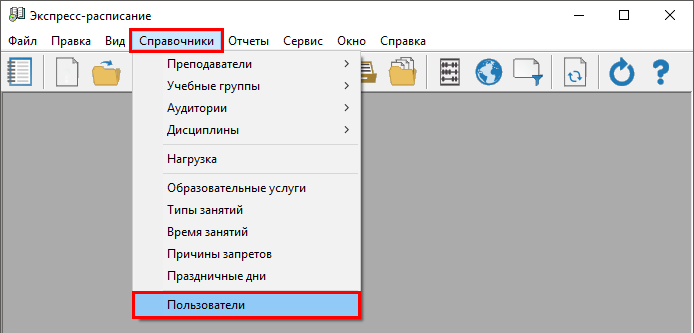 Экспресс-расписание
Файл Правка Вид Справочники Отчеты Сервис Окно Справка
Преподаватели
Учебные группы
Аудитории
Дисциплины
Нагрузка
Образовательные услуги
Типы занятий
Время занятий
Причины запретов
Праздничные дни
Пользователи